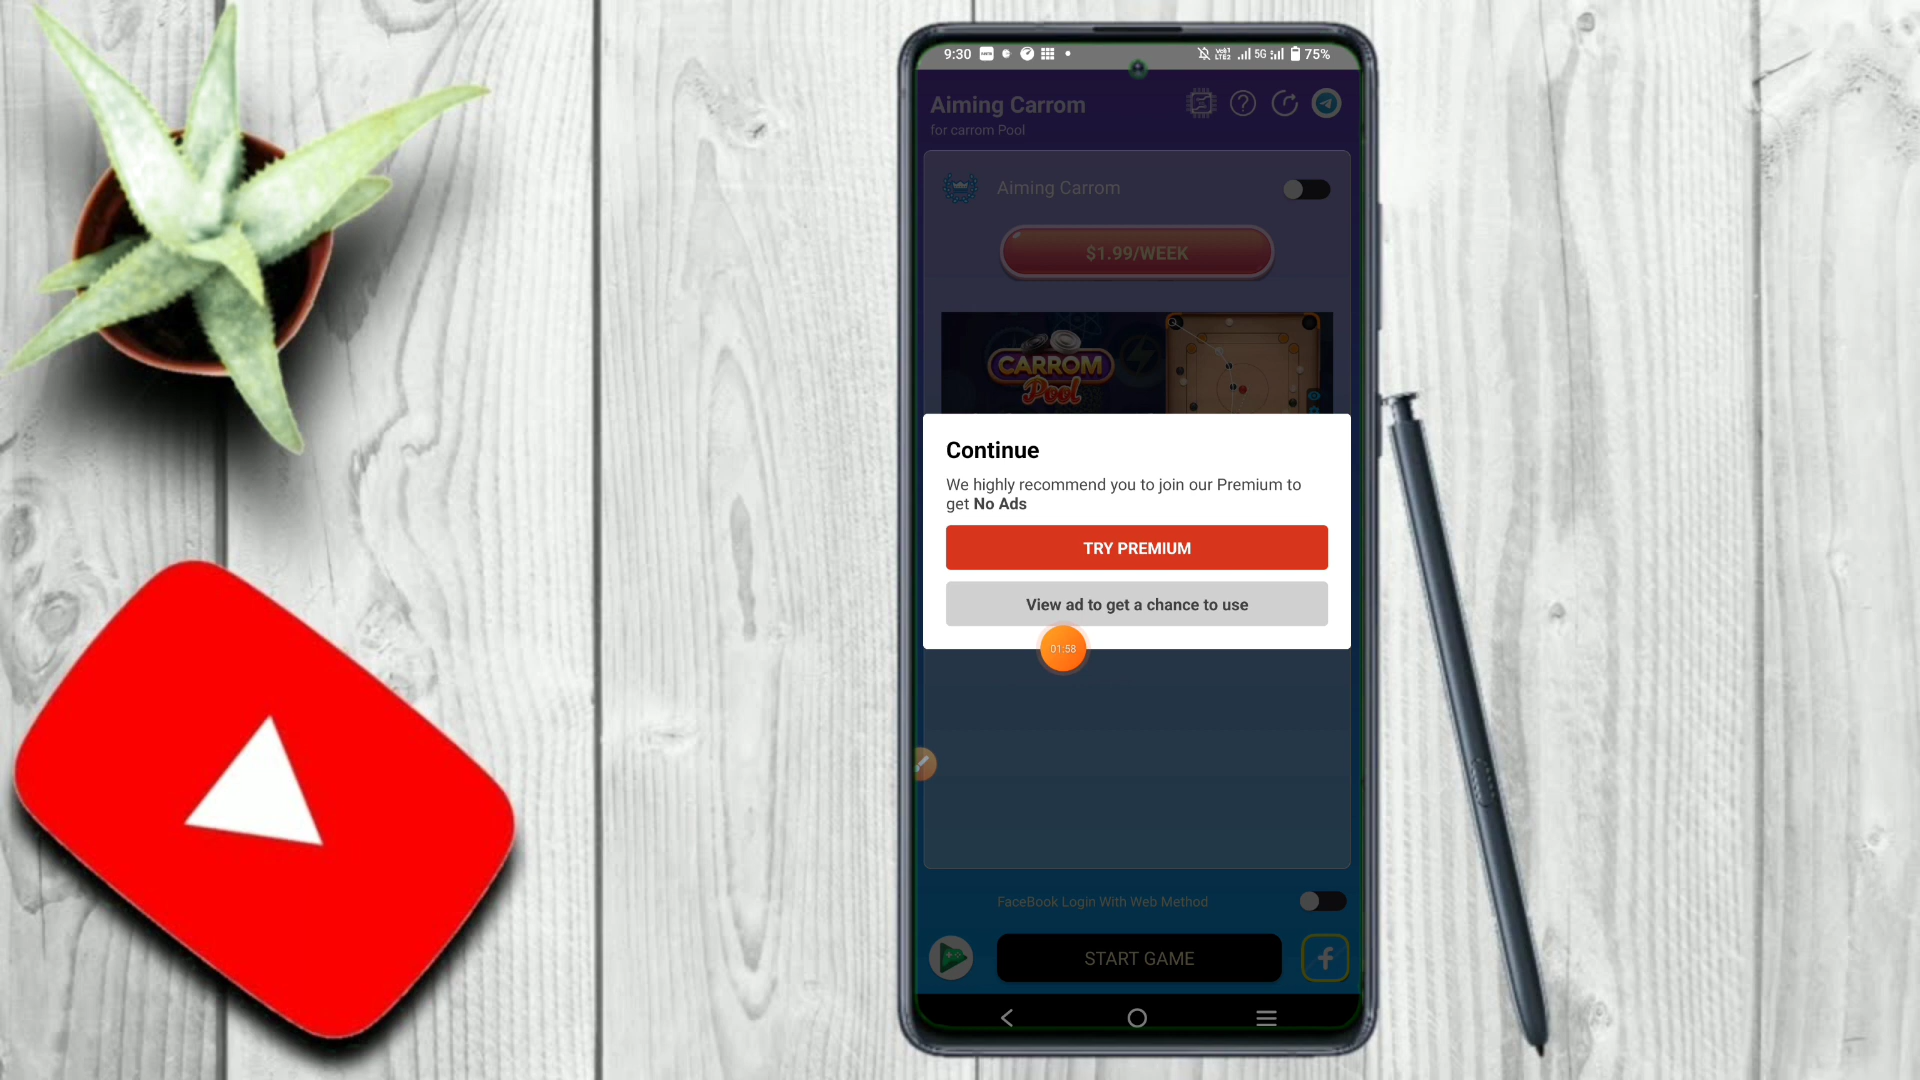 9:30
5G
75%
Aiming Carrom
for carrom Pool
Aiming Carrom
$1.99/WEEK
CARROM
Pool
Continue
We highly recommend you to join our Premium to
get No Ads
TRY PREMIUM
View ad to get a chance to use
01:58
FaceBook Login With Web Method
START GAME